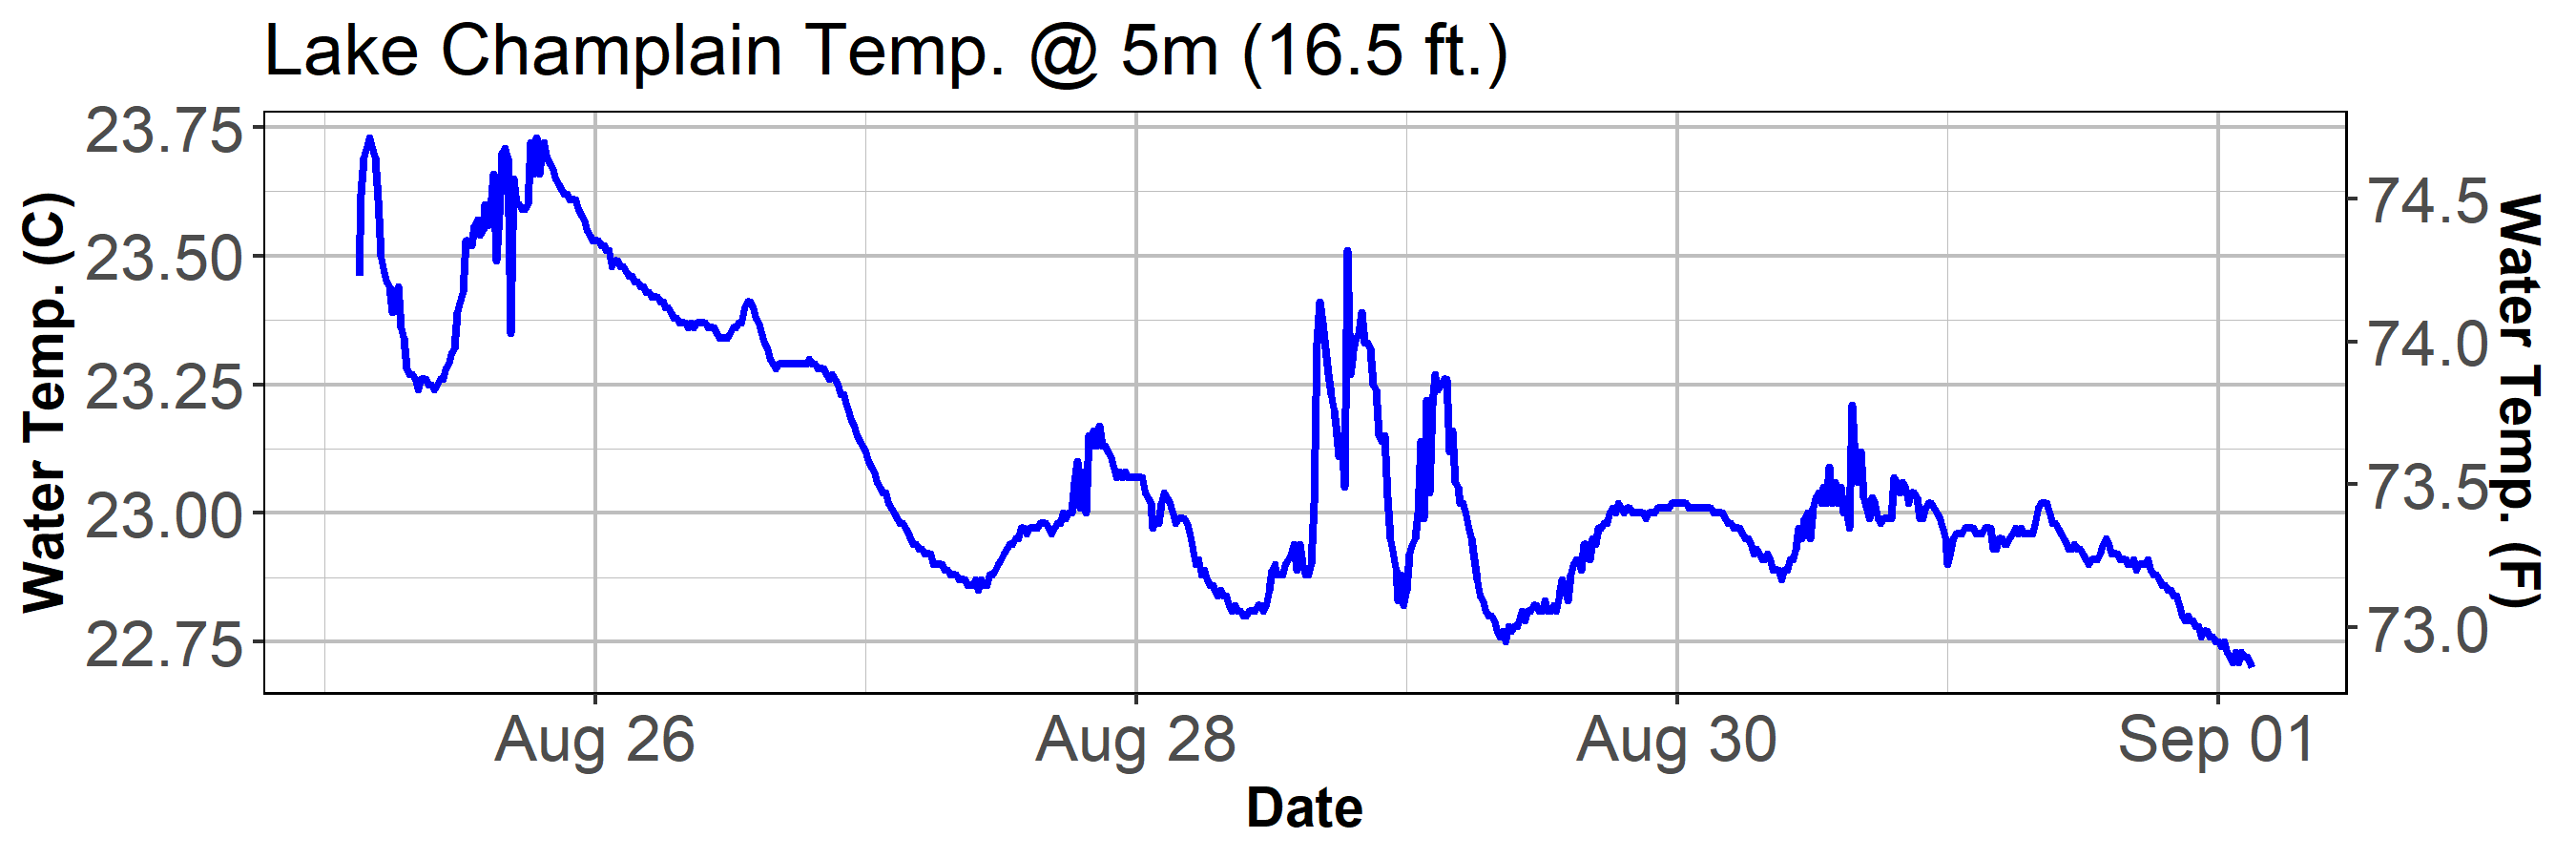 Lake Champlain Temp. @ 5m (16.5 ft.)
Water Temp. (C)
23.75
23.50
23.25
23.00
22.75
74.5
74.0
73.5
73.0
Water Temp. (F)
Aug 26
Aug 28
Aug 30
Sep 01
Date